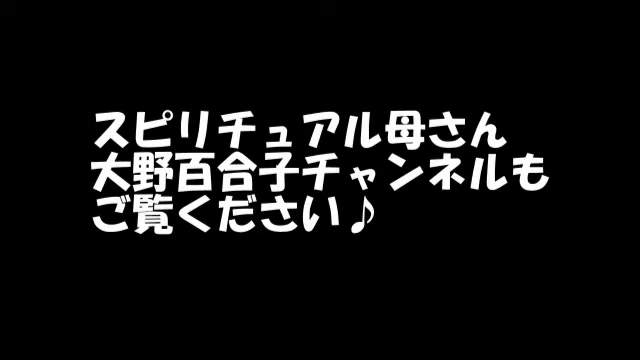 スピリチュアル母さん
大野百合子チャンネルも
ご覧ください♪